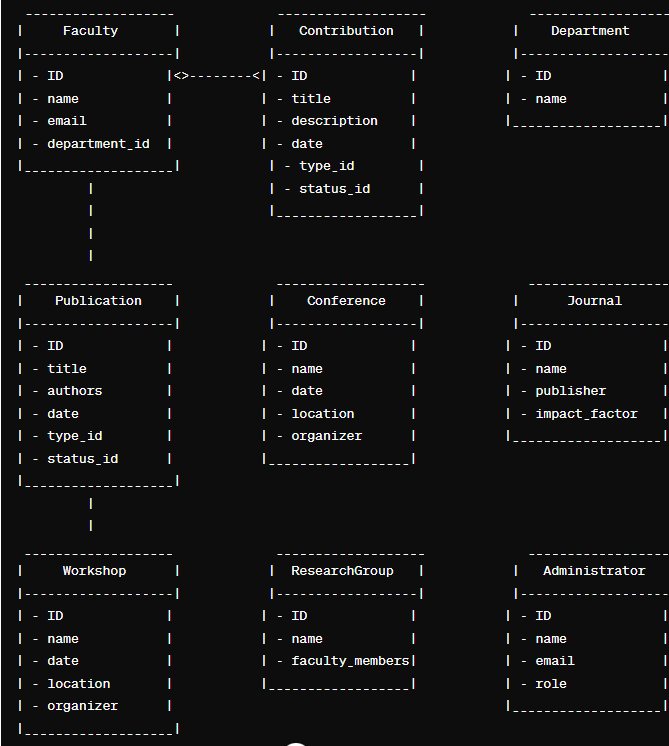 Faculty Contribution Department
- ID <>--------< - ID - ID
- name - title - name
- email - description
- department_id - date
- type_id
- status_id
Publication Conference Journal
- ID - ID - ID
- title - name - name
- authors - date - publisher
- date - location - impact_factor
- type_id - organizer
- status_id
Workshop ResearchGroup Administrator
- ID - ID - ID
- name - name - name
- date - faculty_members - email
- location - role
- organizer